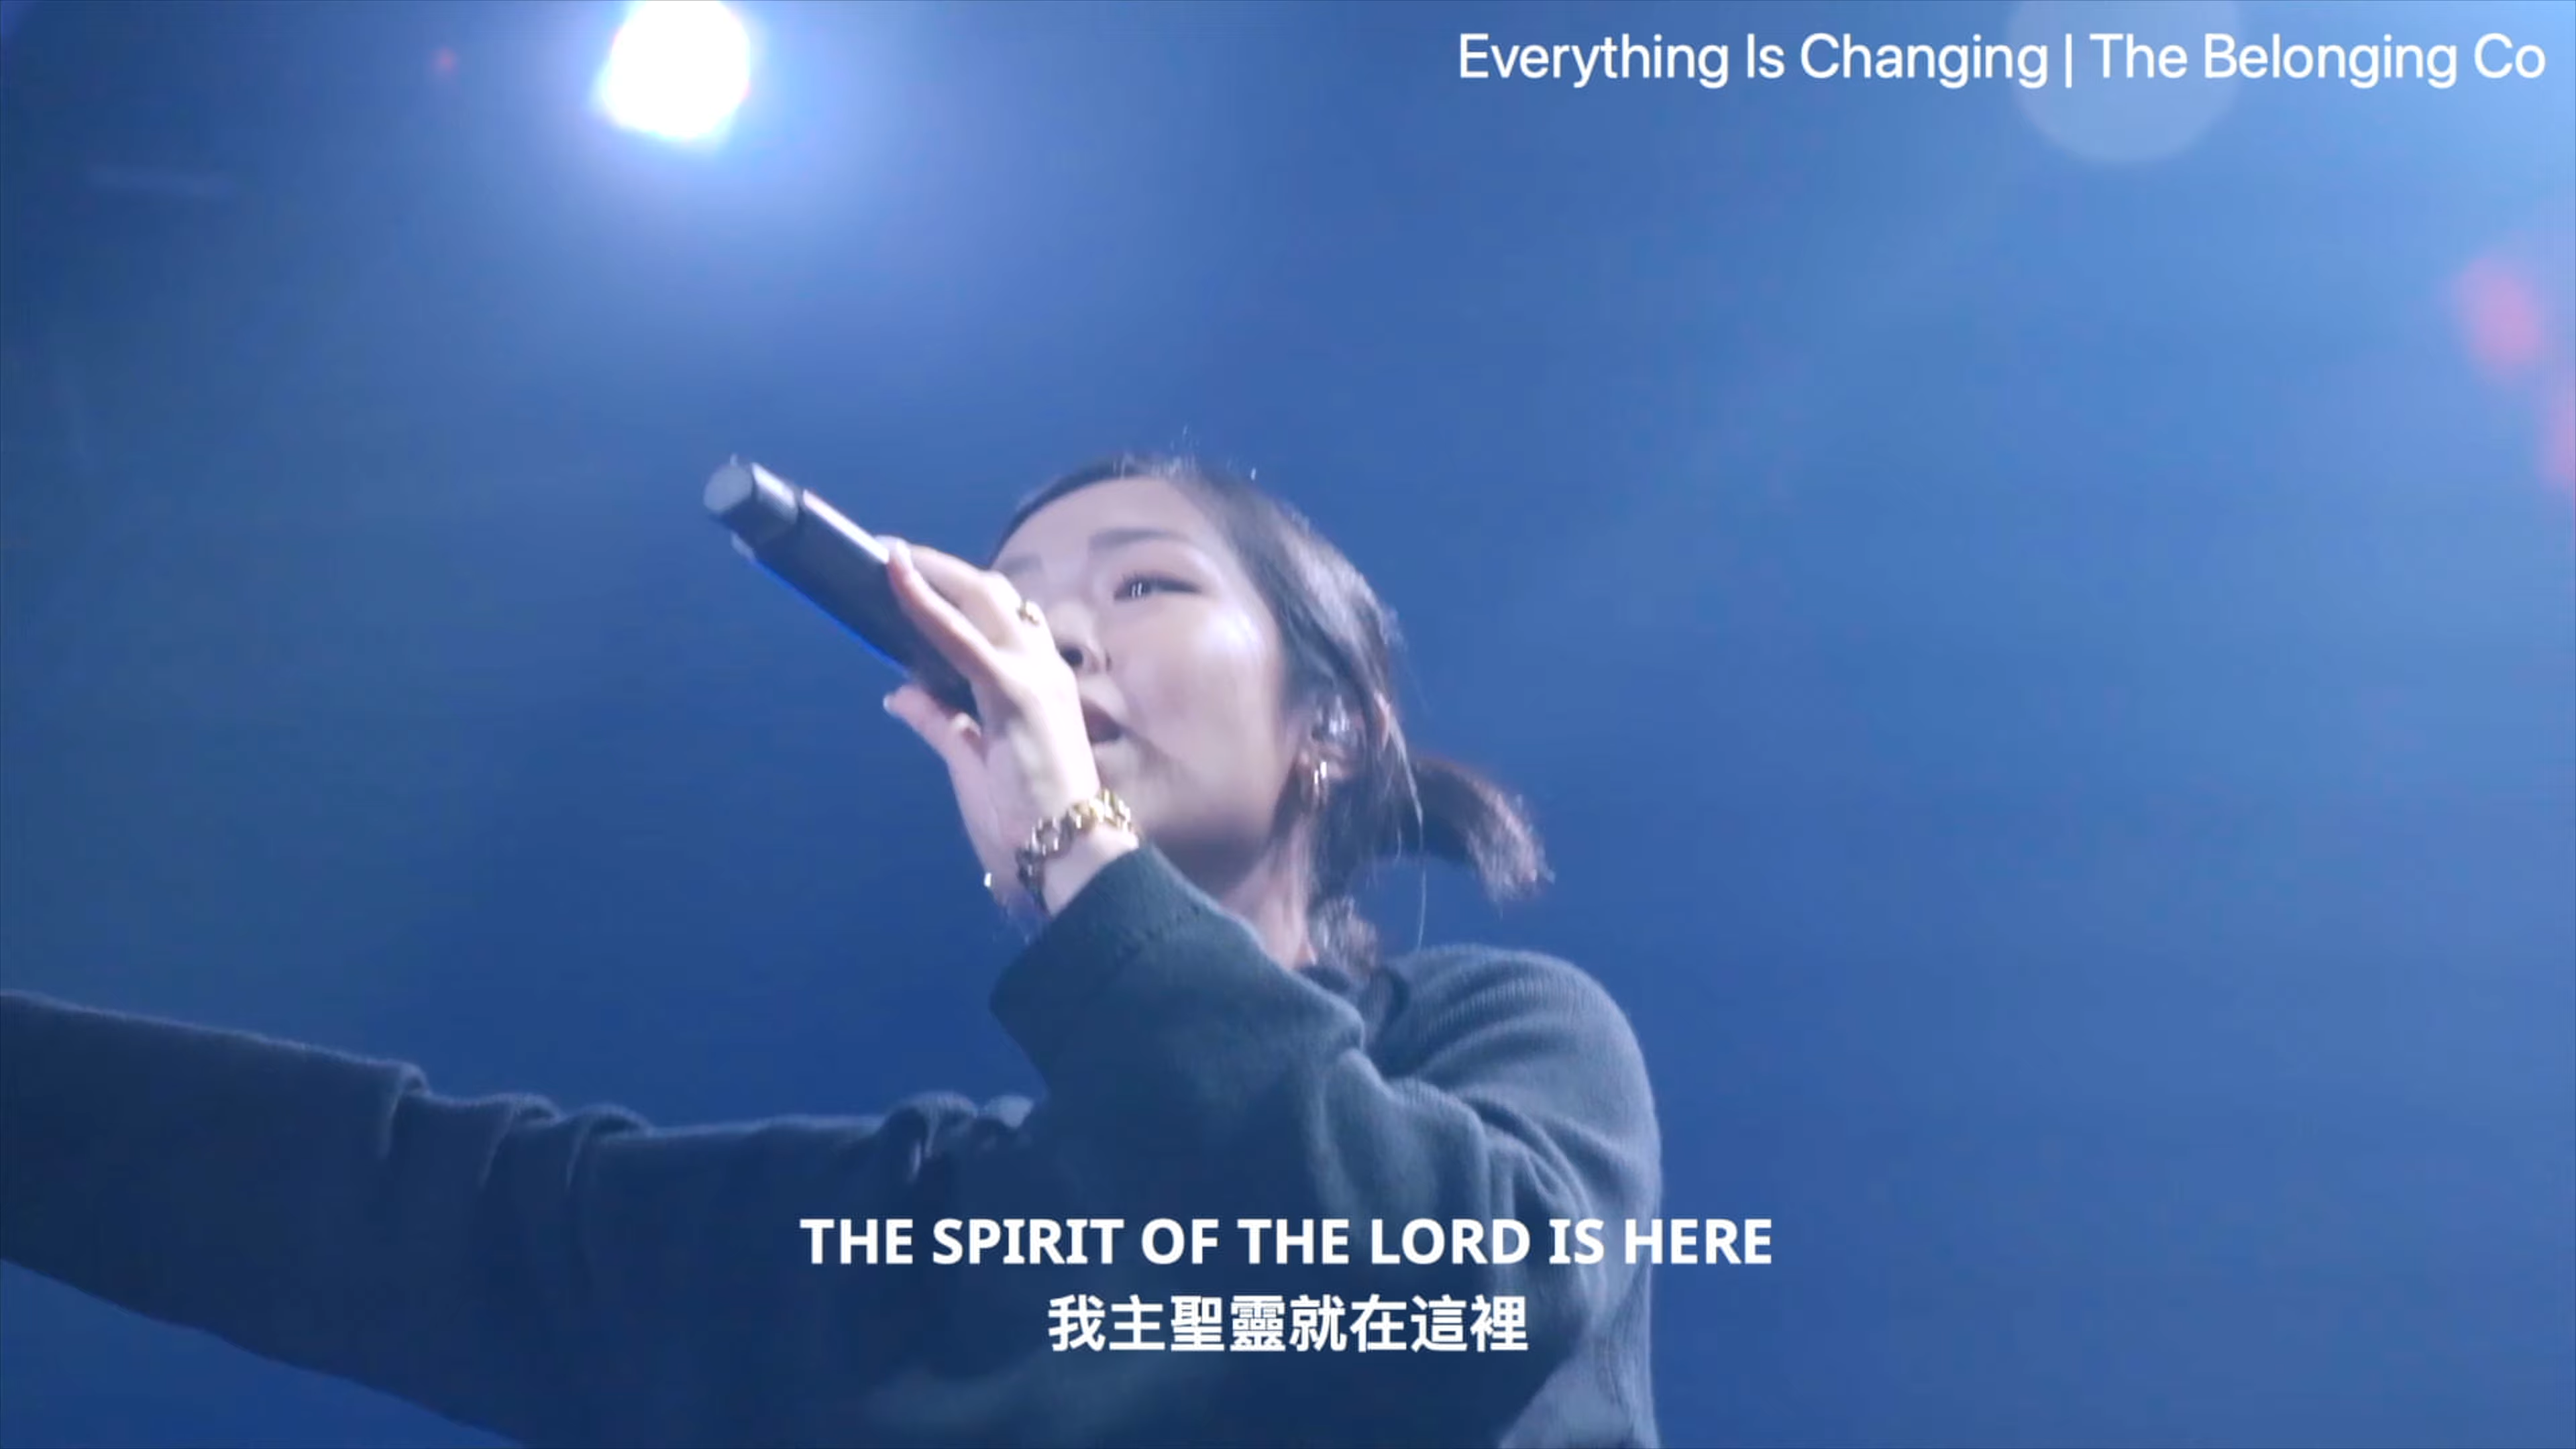 Everything Is Changing | The Belonging Co
THE SPIRIT OF THE LORD IS HERE
我主聖靈就在這裡